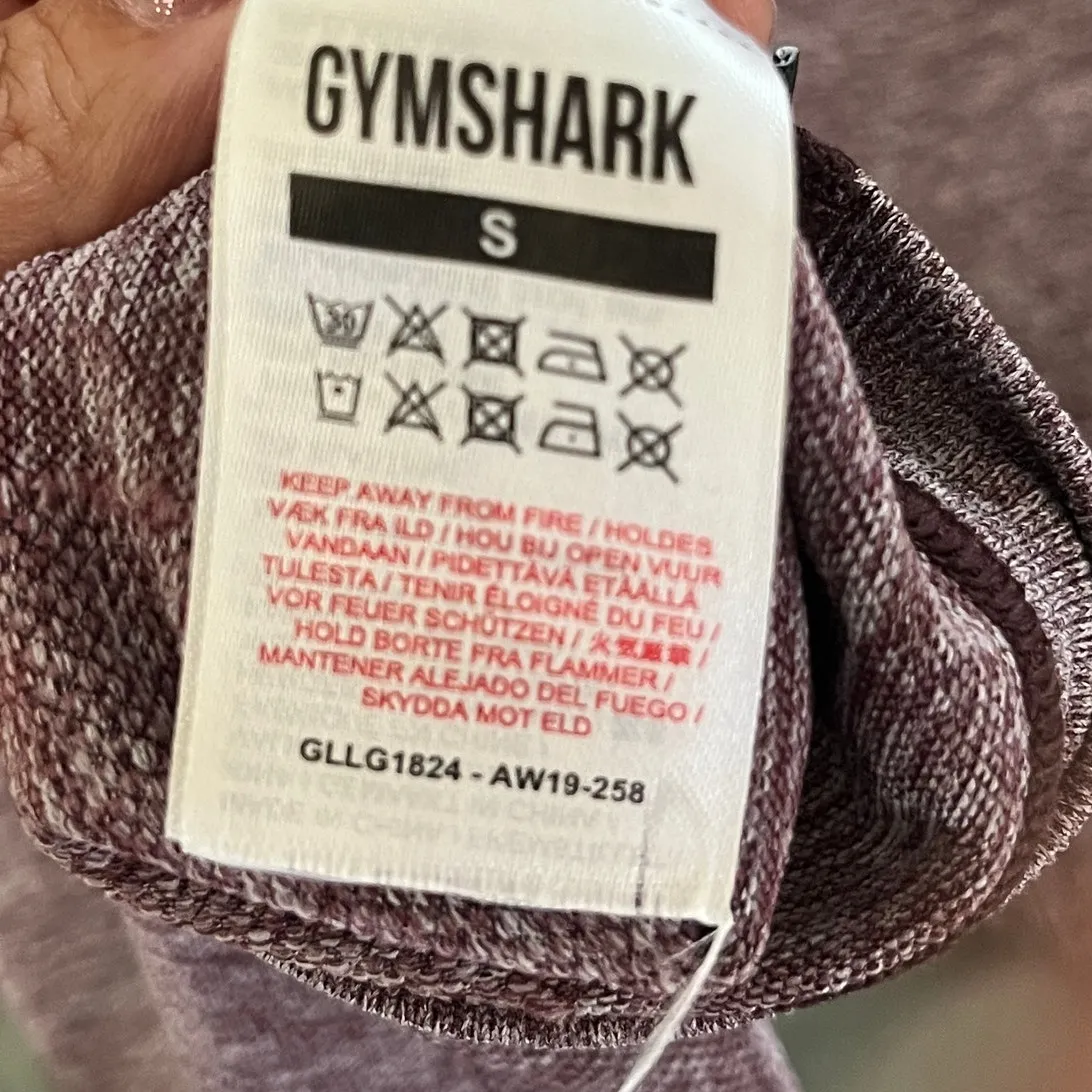 GYMSHARK
S
30
KEEP AWAY FROM FIRE / HOLDES
VÆK FRA ILD / HOU BIJ OPEN VUUR
VANDAAN / PIDETTÄVÄ ETÄÄLLÄ
TULESTA / TENIR ÉLOIGNÉ DU FEU /
VOR FEUER SCHÜTZEN / 火気厳禁 /
HOLD BORTE FRA FLAMMER /
MANTENER ALEJADO DEL FUEGO /
SKYDDA MOT ELD
GLLG1824 - AW19-258